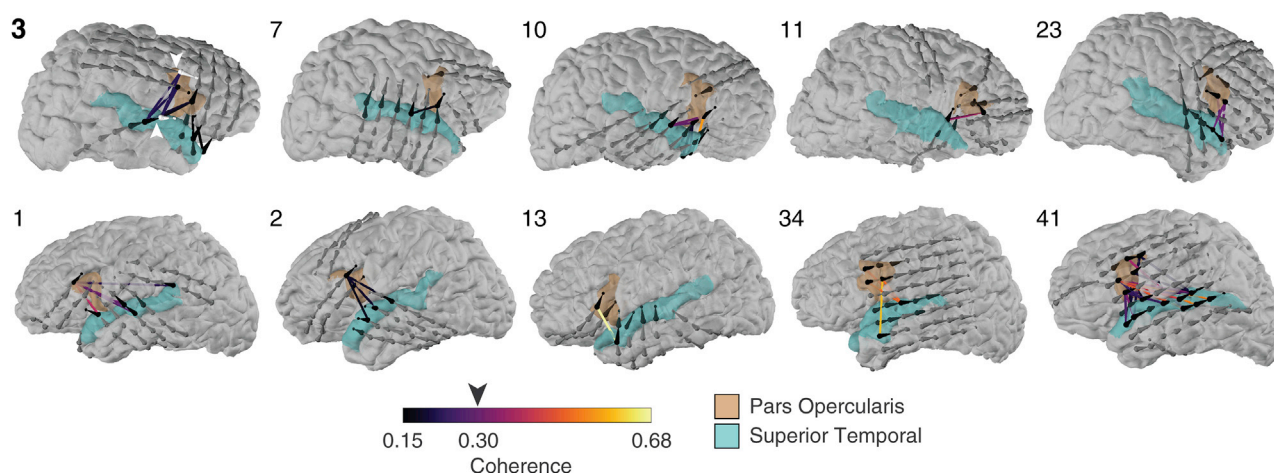 3 7 10 11 23
1 2 13 34 41
Pars Opercularis
Superior Temporal
0.15 0.30 0.68
Coherence